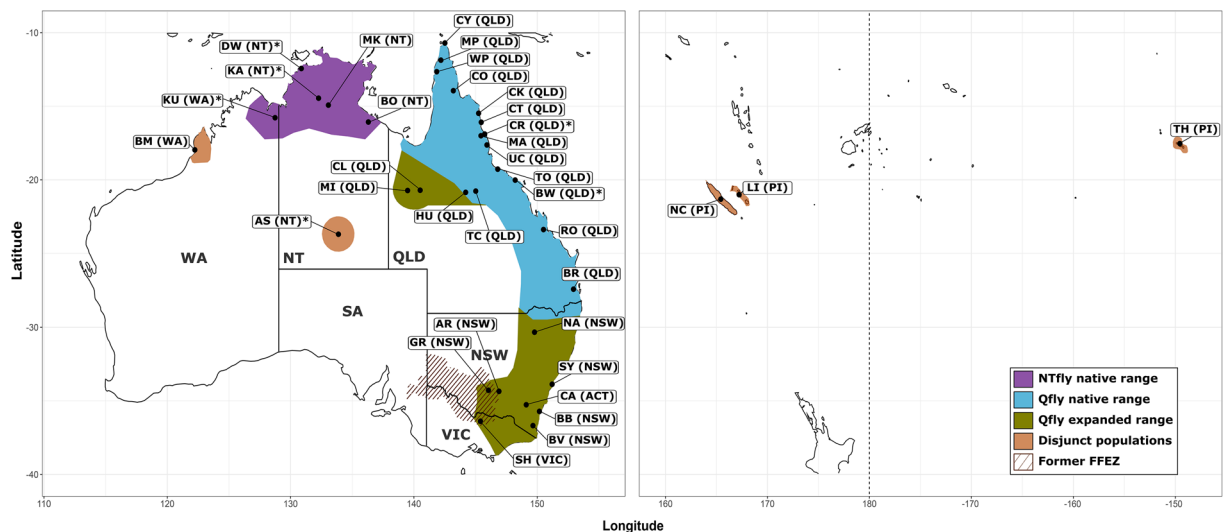 -10
-20
-30
-40
Latitude
CY (QLD)
MP (QLD)
WP (QLD)
CO (QLD)
CK (QLD)
CT (QLD)
CR (QLD)*
MA (QLD)
UC (QLD)
TO (QLD)
BW (QLD)*
RO (QLD)
BR (QLD)
DW (NT)*
MK (NT)
KA (NT)*
KU (WA)*
BO (NT)
BM (WA)
CL (QLD)
MI (QLD)
HU (QLD)
TC (QLD)
AS (NT)*
WA
NT
QLD
SA
NSW
VIC
AR (NSW)
GR (NSW)
NA (NSW)
SY (NSW)
CA (ACT)
BB (NSW)
BV (NSW)
SH (VIC)
110
120
130
140
150
TH (PI)
LI (PI)
NC (PI)
NTfly native range
Qfly native range
Qfly expanded range
Disjunct populations
Former FFEZ
160
170
180
-170
-160
-150
Longitude